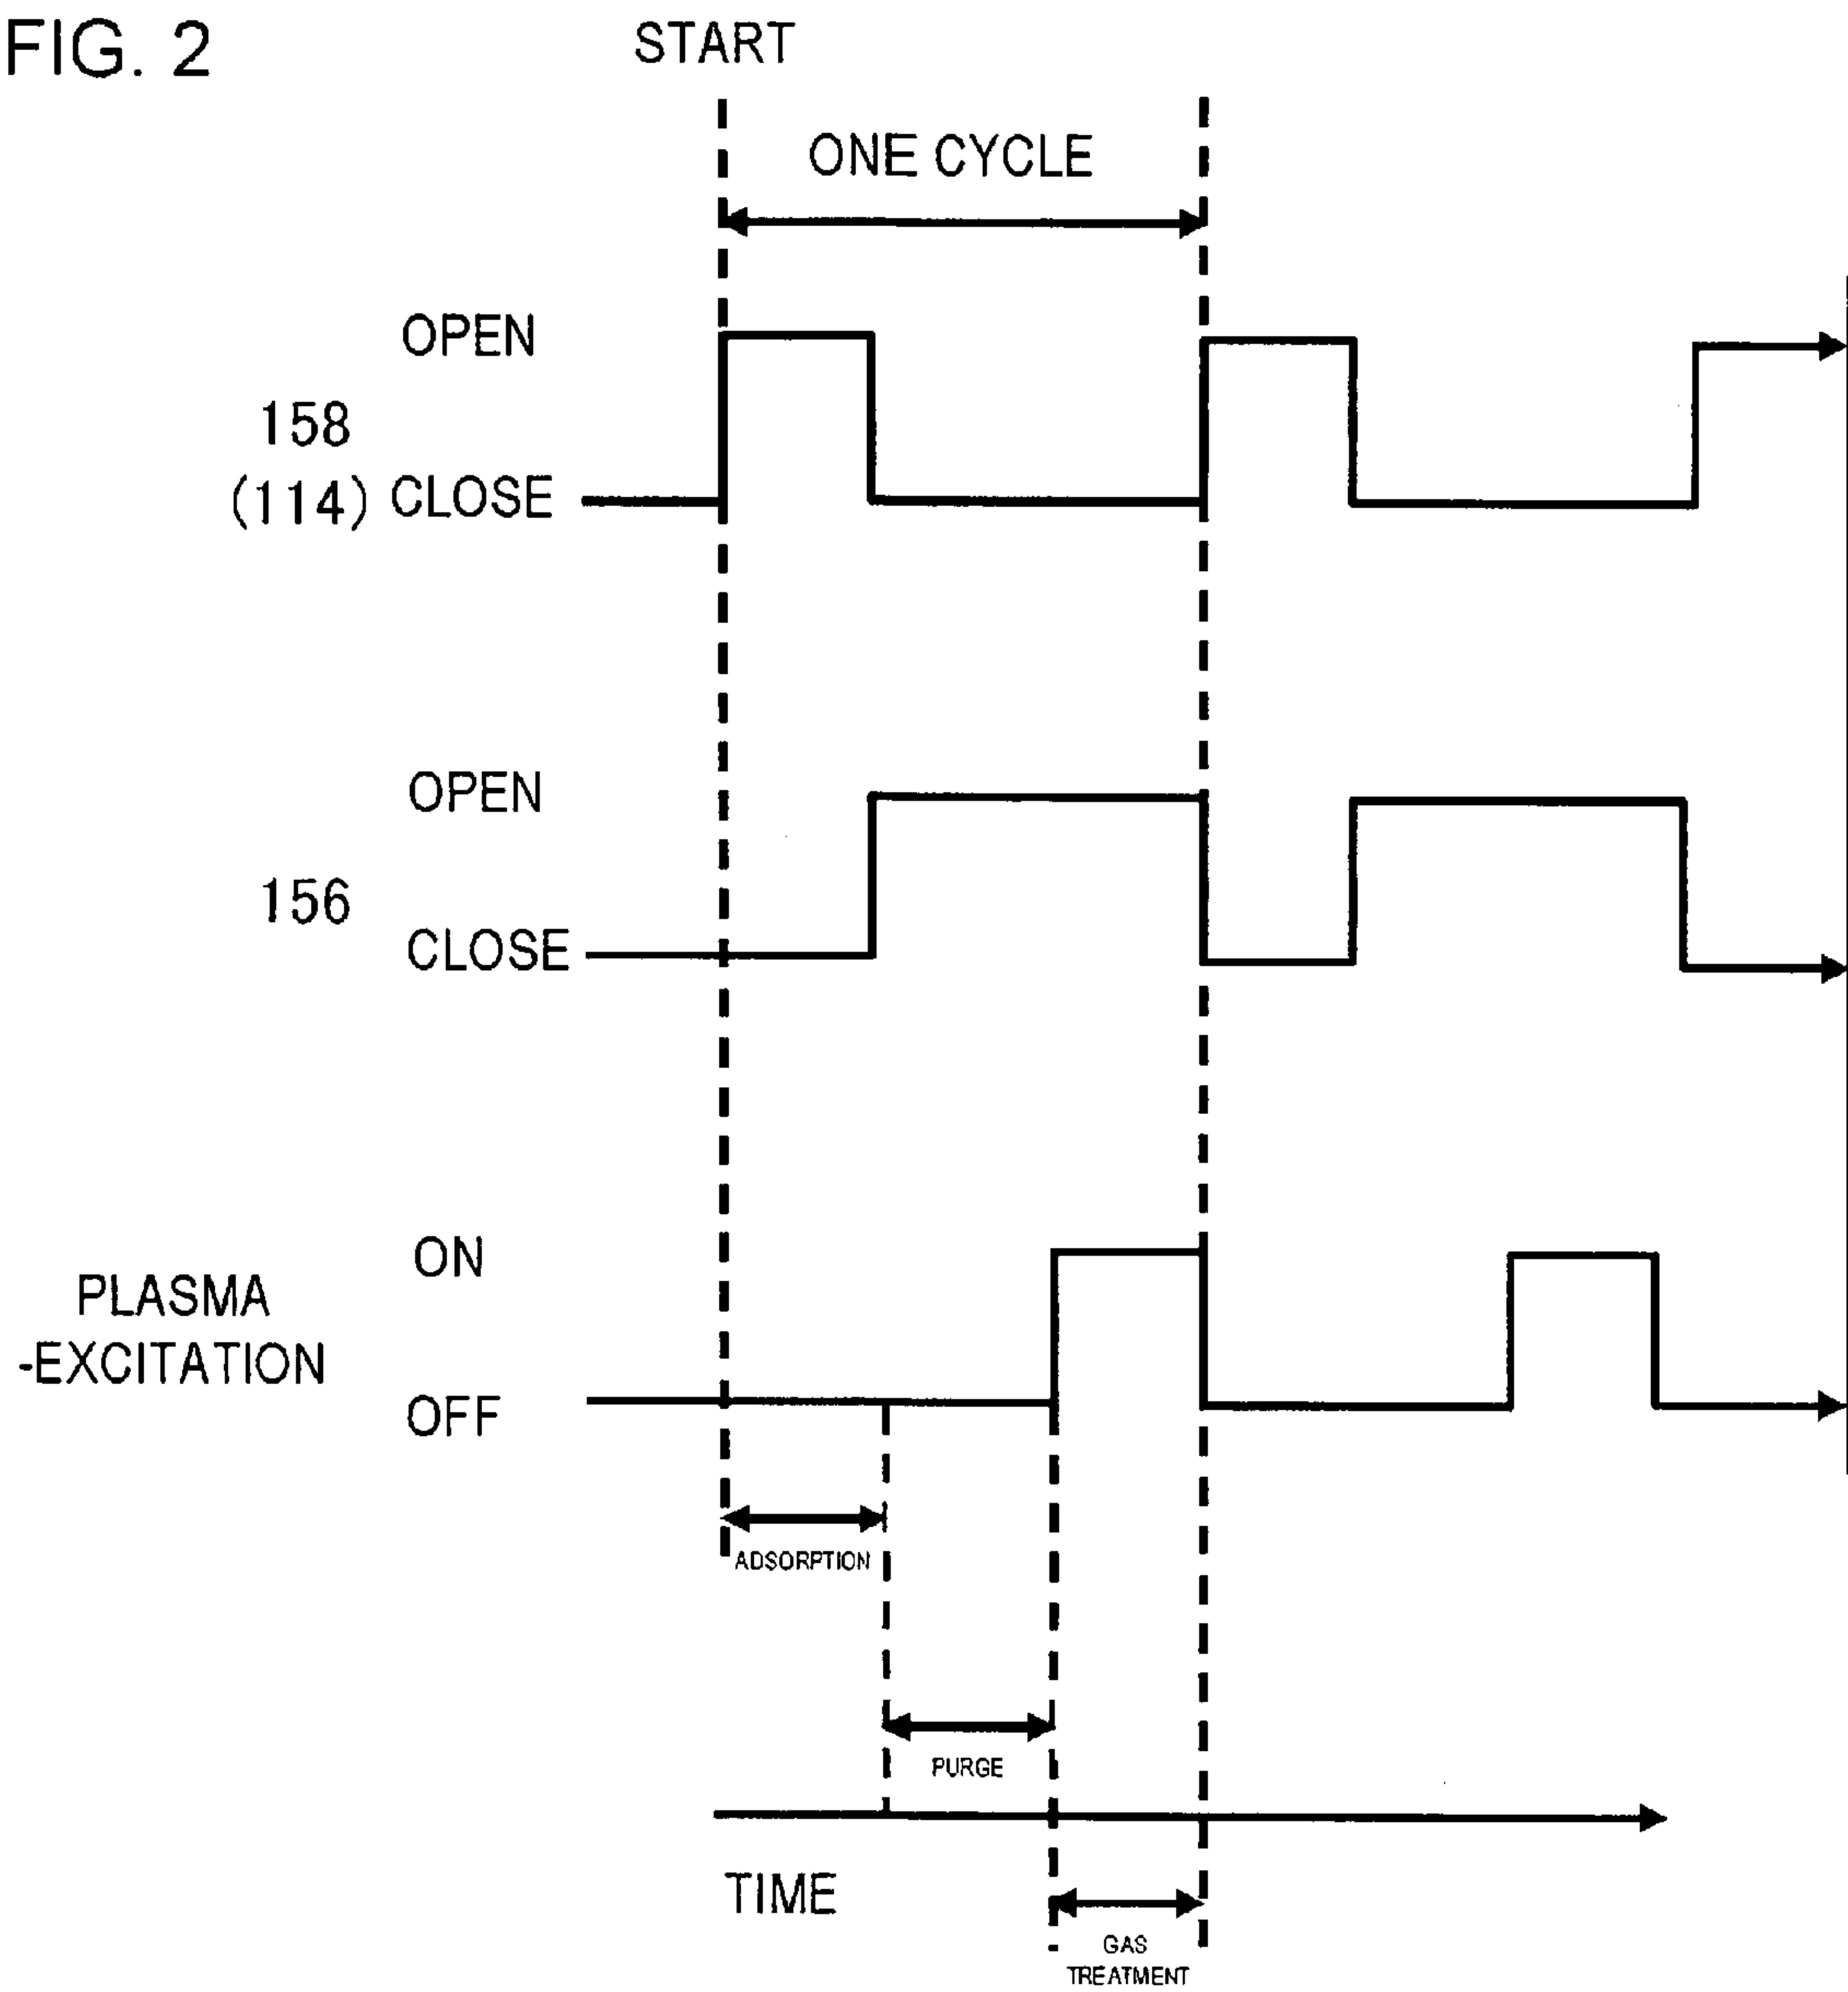 FIG. 2
START
ONE CYCLE
OPEN
158
(114) CLOSE
OPEN
156
CLOSE
ON
PLASMA
-EXCITATION
OFF
ADSORPTION
PURGE
TIME
GAS
TREATMENT